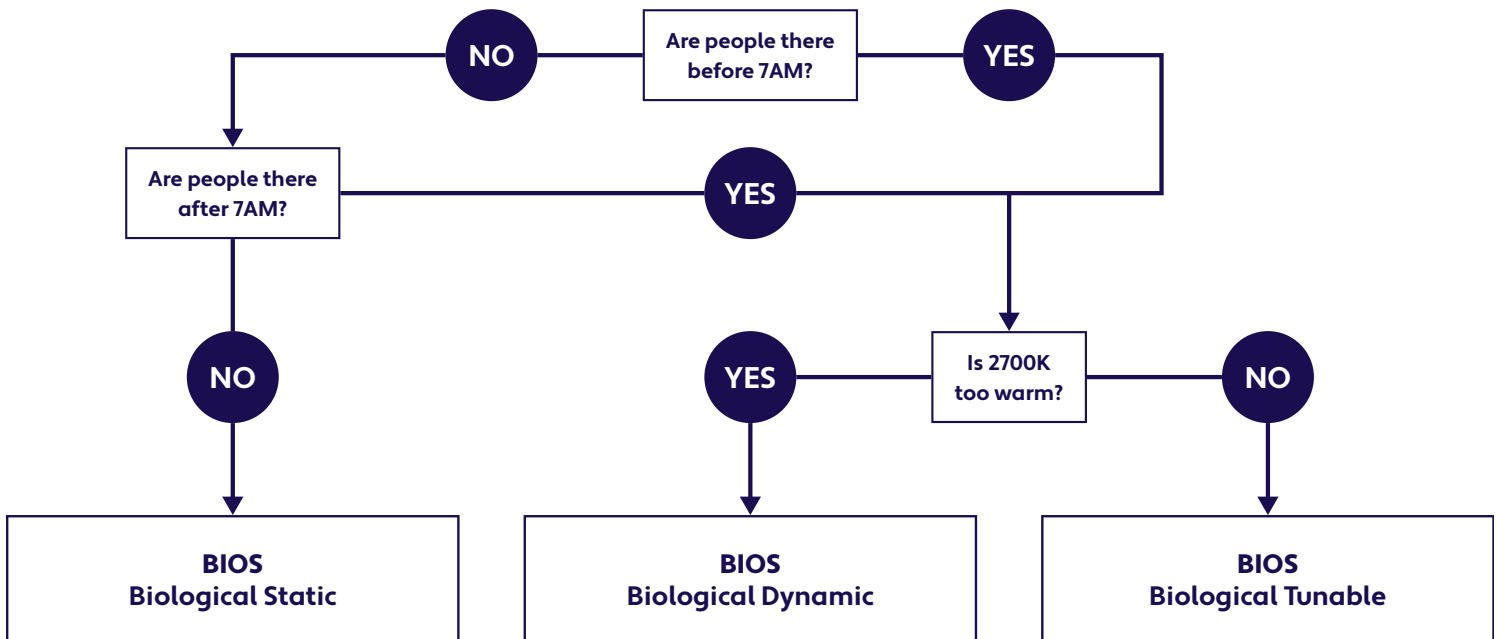 NO
Are people there
before 7AM?
YES
Are people there
after 7AM?
YES
NO
YES
Is 2700K
too warm?
NO
BIOS
Biological Static
BIOS
Biological Dynamic
BIOS
Biological Tunable